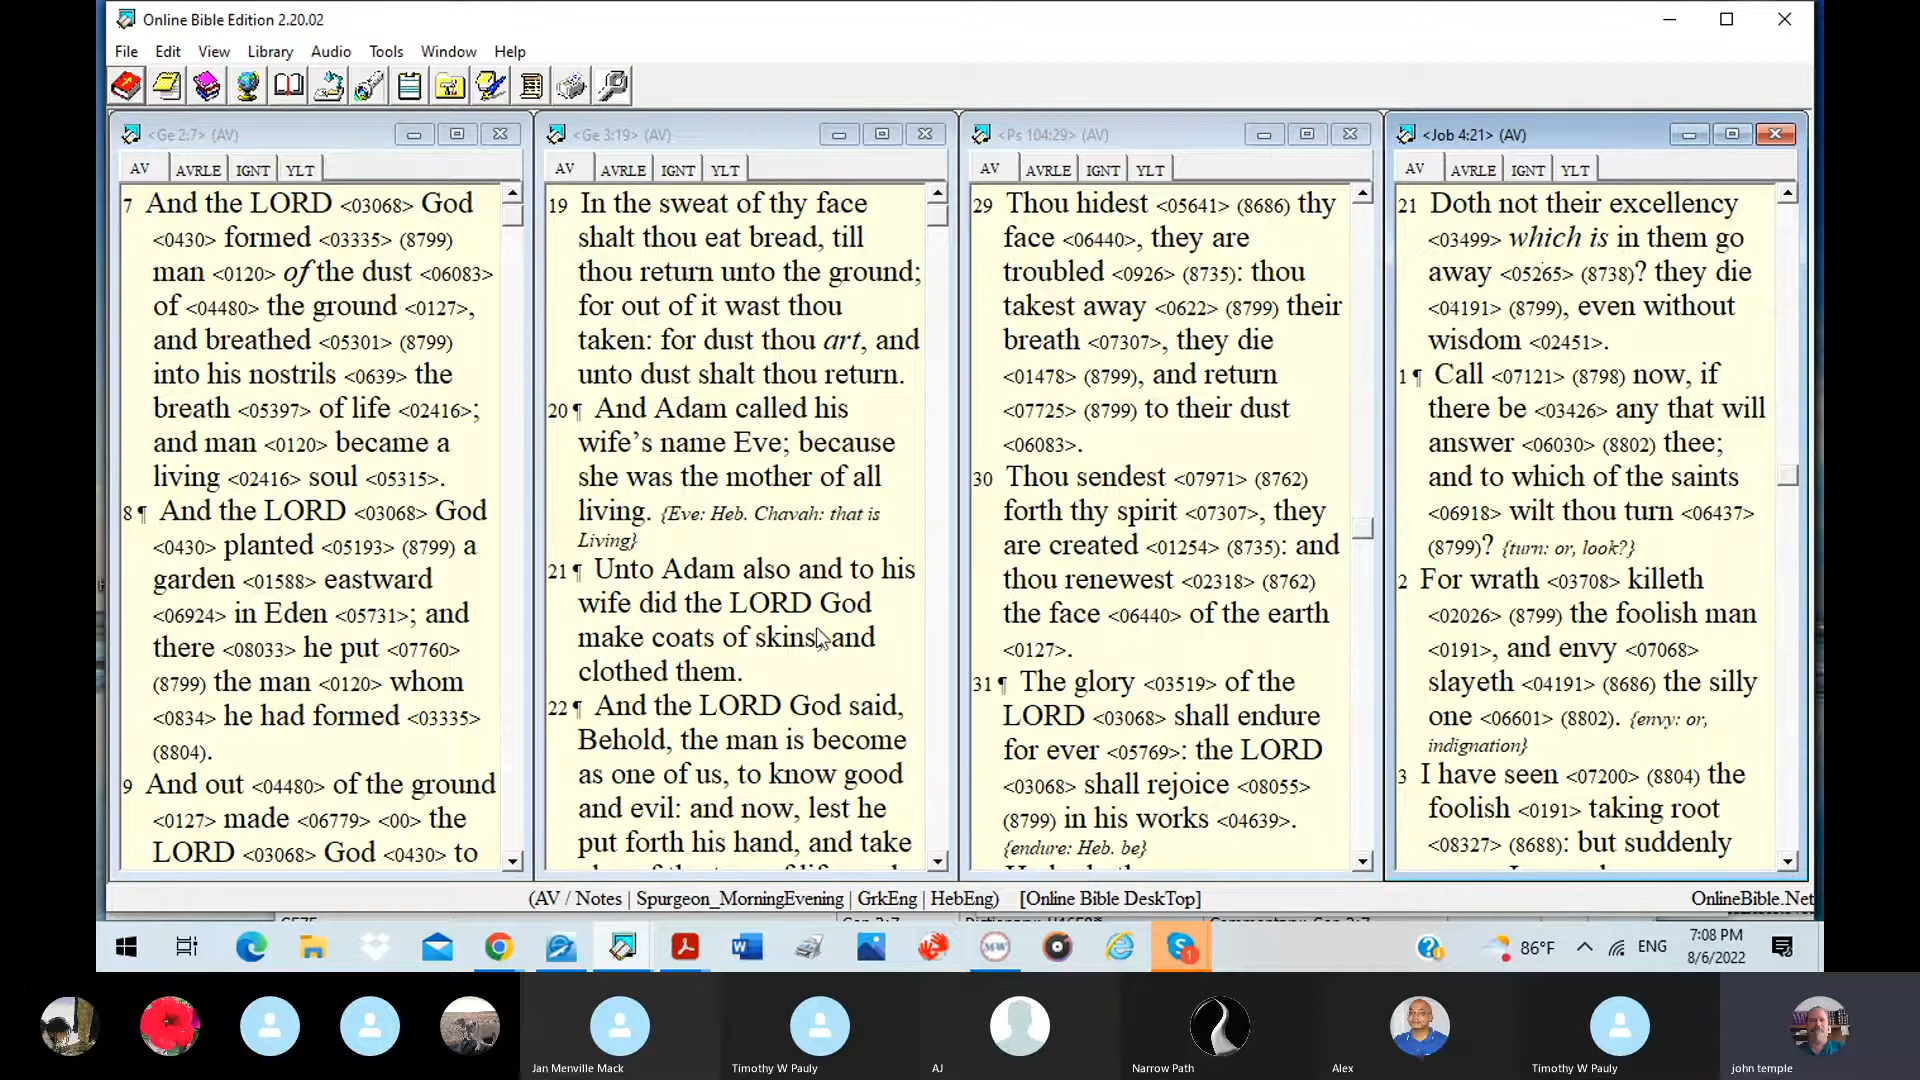 Online Bible Edition 2.20.02
File Edit View Library Audio Tools Window Help
<Ge 2:7> (AV)
AV AVRLE IGNT YLT
7 And the LORD <03068> God
<0430> formed <03335> (8799)
man <0120> of the dust <06083>
of <04480> the ground <0127>,
and breathed <05301> (8799)
into his nostrils <0639> the
breath <05397> of life <02416>;
and man <0120> became a
living <02416> soul <05315>.
8 ¶ And the LORD <03068> God
<0430> planted <05193> (8799) a
garden <01588> eastward
<06924> in Eden <05731>; and
there <08033> he put <07760>
(8799) the man <0120> whom
<0834> he had formed <03335>
(8804).
9 And out <04480> of the ground
<0127> made <06779> <00> the
LORD <03068> God <0430> to
<Ge 3:19> (AV)
AV AVRLE IGNT YLT
19 In the sweat of thy face
shalt thou eat bread, till
thou return unto the ground;
for out of it wast thou
taken: for dust thou art, and
unto dust shalt thou return.
20 ¶ And Adam called his
wife’s name Eve; because
she was the mother of all
living. {Eve: Heb. Chavah: that is
Living}
21 ¶ Unto Adam also and to his
wife did the LORD God
make coats of skins, and
clothed them.
22 ¶ And the LORD God said,
Behold, the man is become
as one of us, to know good
and evil: and now, lest he
put forth his hand, and take
<Ps 104:29> (AV)
AV AVRLE IGNT YLT
29 Thou hidest <05641> (8686) thy
face <06440>, they are
troubled <0926> (8735): thou
takest away <0622> (8799) their
breath <07307>, they die
<01478> (8799), and return
<07725> (8799) to their dust
<06083>.
30 Thou sendest <07971> (8762)
forth thy spirit <07307>, they
are created <01254> (8735): and
thou renewest <02318> (8762)
the face <06440> of the earth
<0127>.
31 ¶ The glory <03519> of the
LORD <03068> shall endure
for ever <05769>: the LORD
<03068> shall rejoice <08055>
(8799) in his works <04639>.
{endure: Heb. be}
<Job 4:21> (AV)
AV AVRLE IGNT YLT
21 Doth not their excellency
<03499> which is in them go
away <05265> (8738)? they die
<04191> (8799), even without
wisdom <02451>.
1 ¶ Call <07121> (8798) now, if
there be <03426> any that will
answer <06030> (8802) thee;
and to which of the saints
<06918> wilt thou turn <06437>
(8799)? {turn: or, look?}
2 For wrath <03708> killeth
<02026> (8799) the foolish man
<0191>, and envy <07068>
slayeth <04191> (8686) the silly
one <06601> (8802). {envy: or,
indignation}
3 I have seen <07200> (8804) the
foolish <0191> taking root
<08327> (8688): but suddenly
(AV / Notes | Spurgeon_MorningEvening | GrkEng | HebEng) [Online Bible DeskTop] OnlineBible.Net
MW 1 86°F ENG 7:08 PM
8/6/2022
Jan Menville Mack Timothy W Pauly AJ Narrow Path Alex Timothy W Pauly john temple